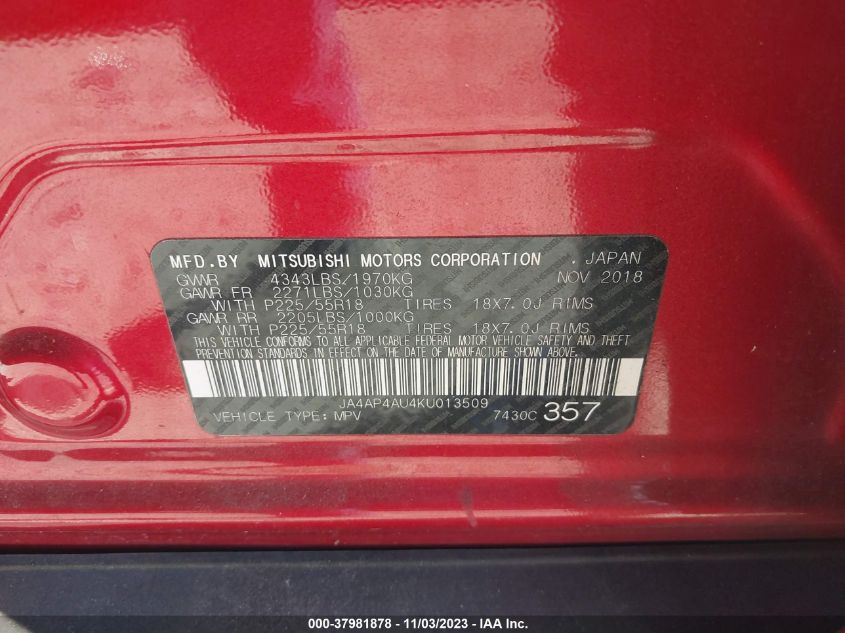 MFD.BY MITSUBISHI MOTORS CORPORATION . JAPAN
GVWR 4343LBS/1970KG NOV 2018
GAWR FR 2271LBS/1030KG
WITH P225/55R18 TIRES 18X7.0J RIMS
GAWR RR 2205LBS/1000KG
WITH P225/55R18 TIRES 18X7.0J RIMS
THIS VEHICLE CONFORMS TO ALL APPLICABLE FEDERAL MOTOR VEHICLE SAFETY AND THEFT
PREVENTION STANDARDS IN EFFECT ON THE DATE OF MANUFACTURE SHOWN ABOVE.
JA4AP4AU4KU013509
VEHICLE TYPE:MPV 7430C 357
000-37981878 - 11/03/2023 - IAA Inc.